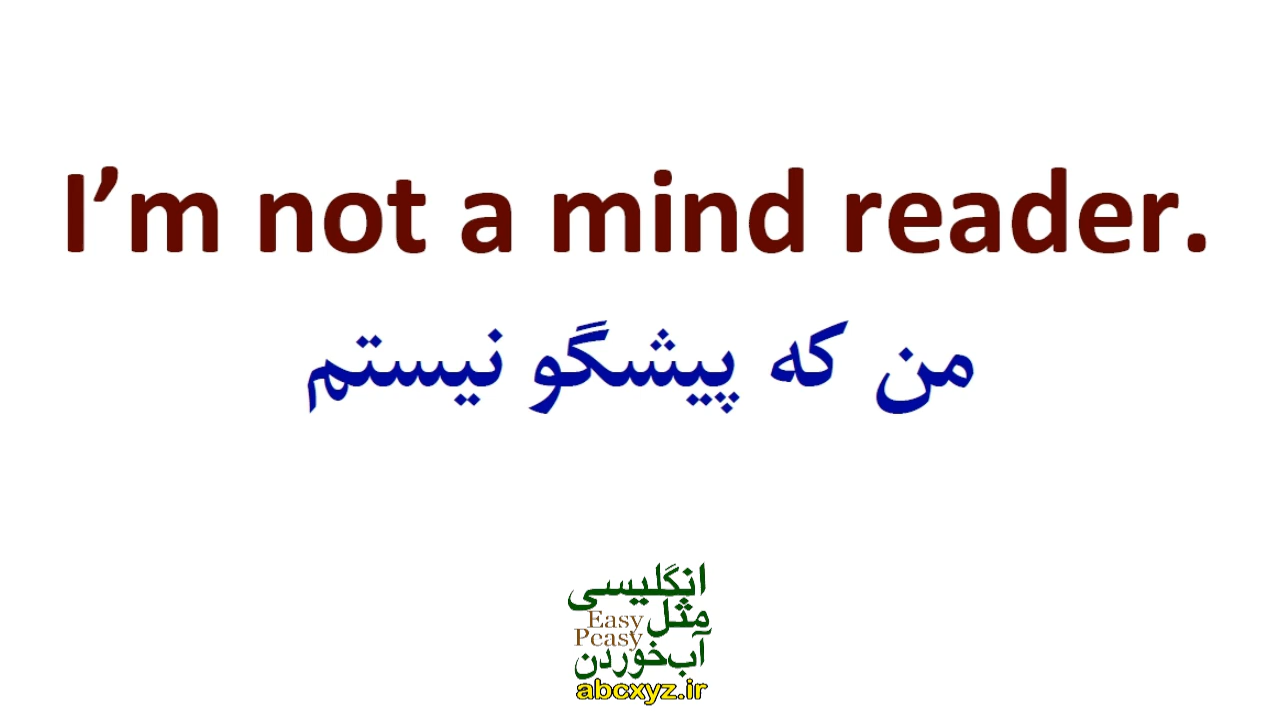 I’m not a mind reader.
من که پیشگو نیستم
انگلیسی
مثل
Easy
Peasy
آب‌خوردن
abcxyz.ir